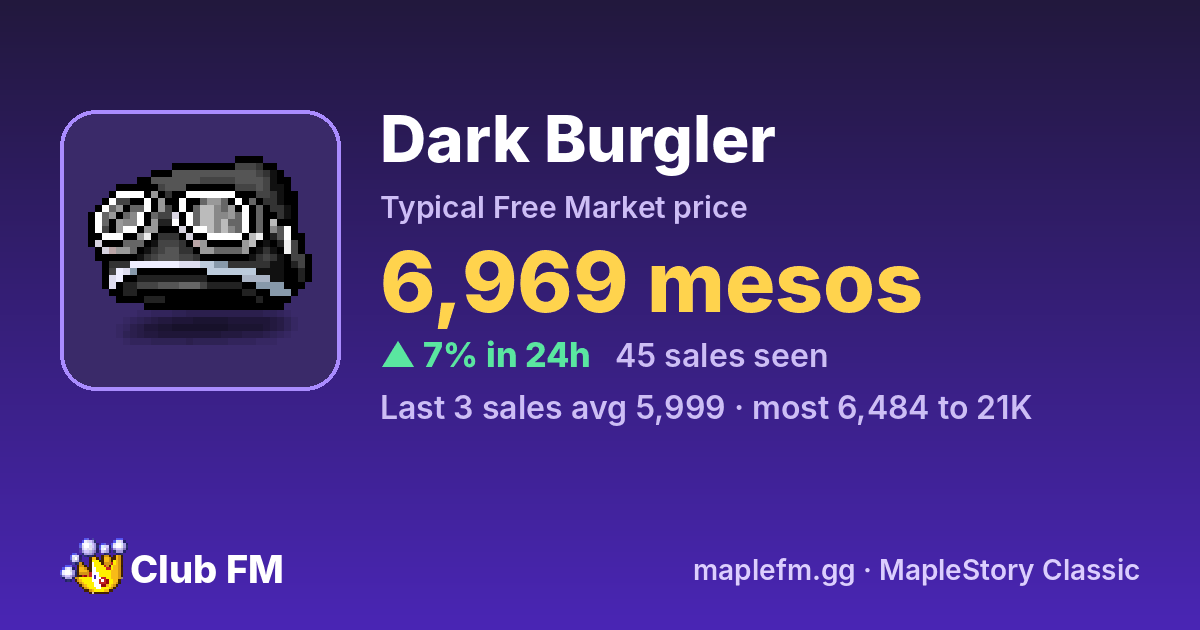 Dark Burgler
Typical Free Market price
6,969 mesos
▲ 7% in 24h 45 sales seen
Last 3 sales avg 5,999 · most 6,484 to 21K
Club FM
maplefm.gg · MapleStory Classic